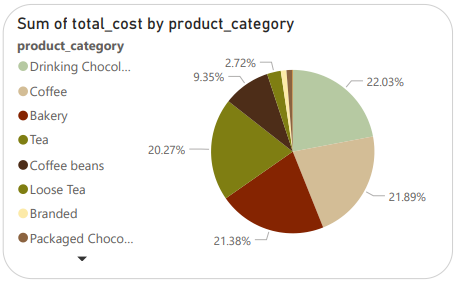 Sum of total_cost by product_category
product_category
Drinking Chocol...
Coffee
Bakery
Tea
Coffee beans
Loose Tea
Branded
Packaged Choco...
22.03%
21.89%
21.38%
20.27%
9.35%
2.72%